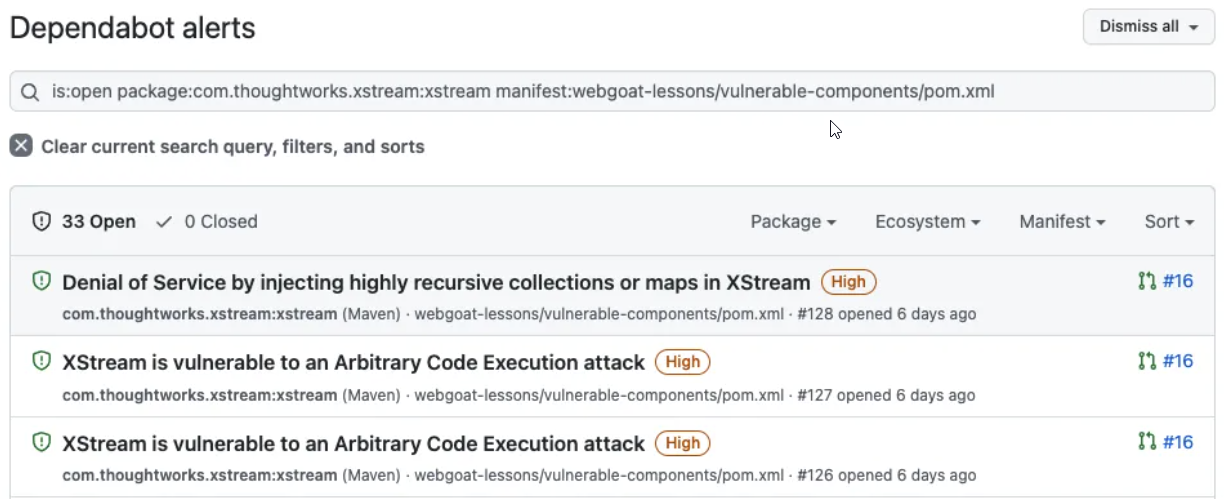 Dependabot alerts
Dismiss all
is:open package:com.thoughtworks.xstream:xstream manifest:webgoat-lessons/vulnerable-components/pom.xml
Clear current search query, filters, and sorts
33 Open 0 Closed Package Ecosystem Manifest Sort
Denial of Service by injecting highly recursive collections or maps in XStream High #16
com.thoughtworks.xstream:xstream (Maven) · webgoat-lessons/vulnerable-components/pom.xml · #128 opened 6 days ago
XStream is vulnerable to an Arbitrary Code Execution attack High #16
com.thoughtworks.xstream:xstream (Maven) · webgoat-lessons/vulnerable-components/pom.xml · #127 opened 6 days ago
XStream is vulnerable to an Arbitrary Code Execution attack High #16
com.thoughtworks.xstream:xstream (Maven) · webgoat-lessons/vulnerable-components/pom.xml · #126 opened 6 days ago